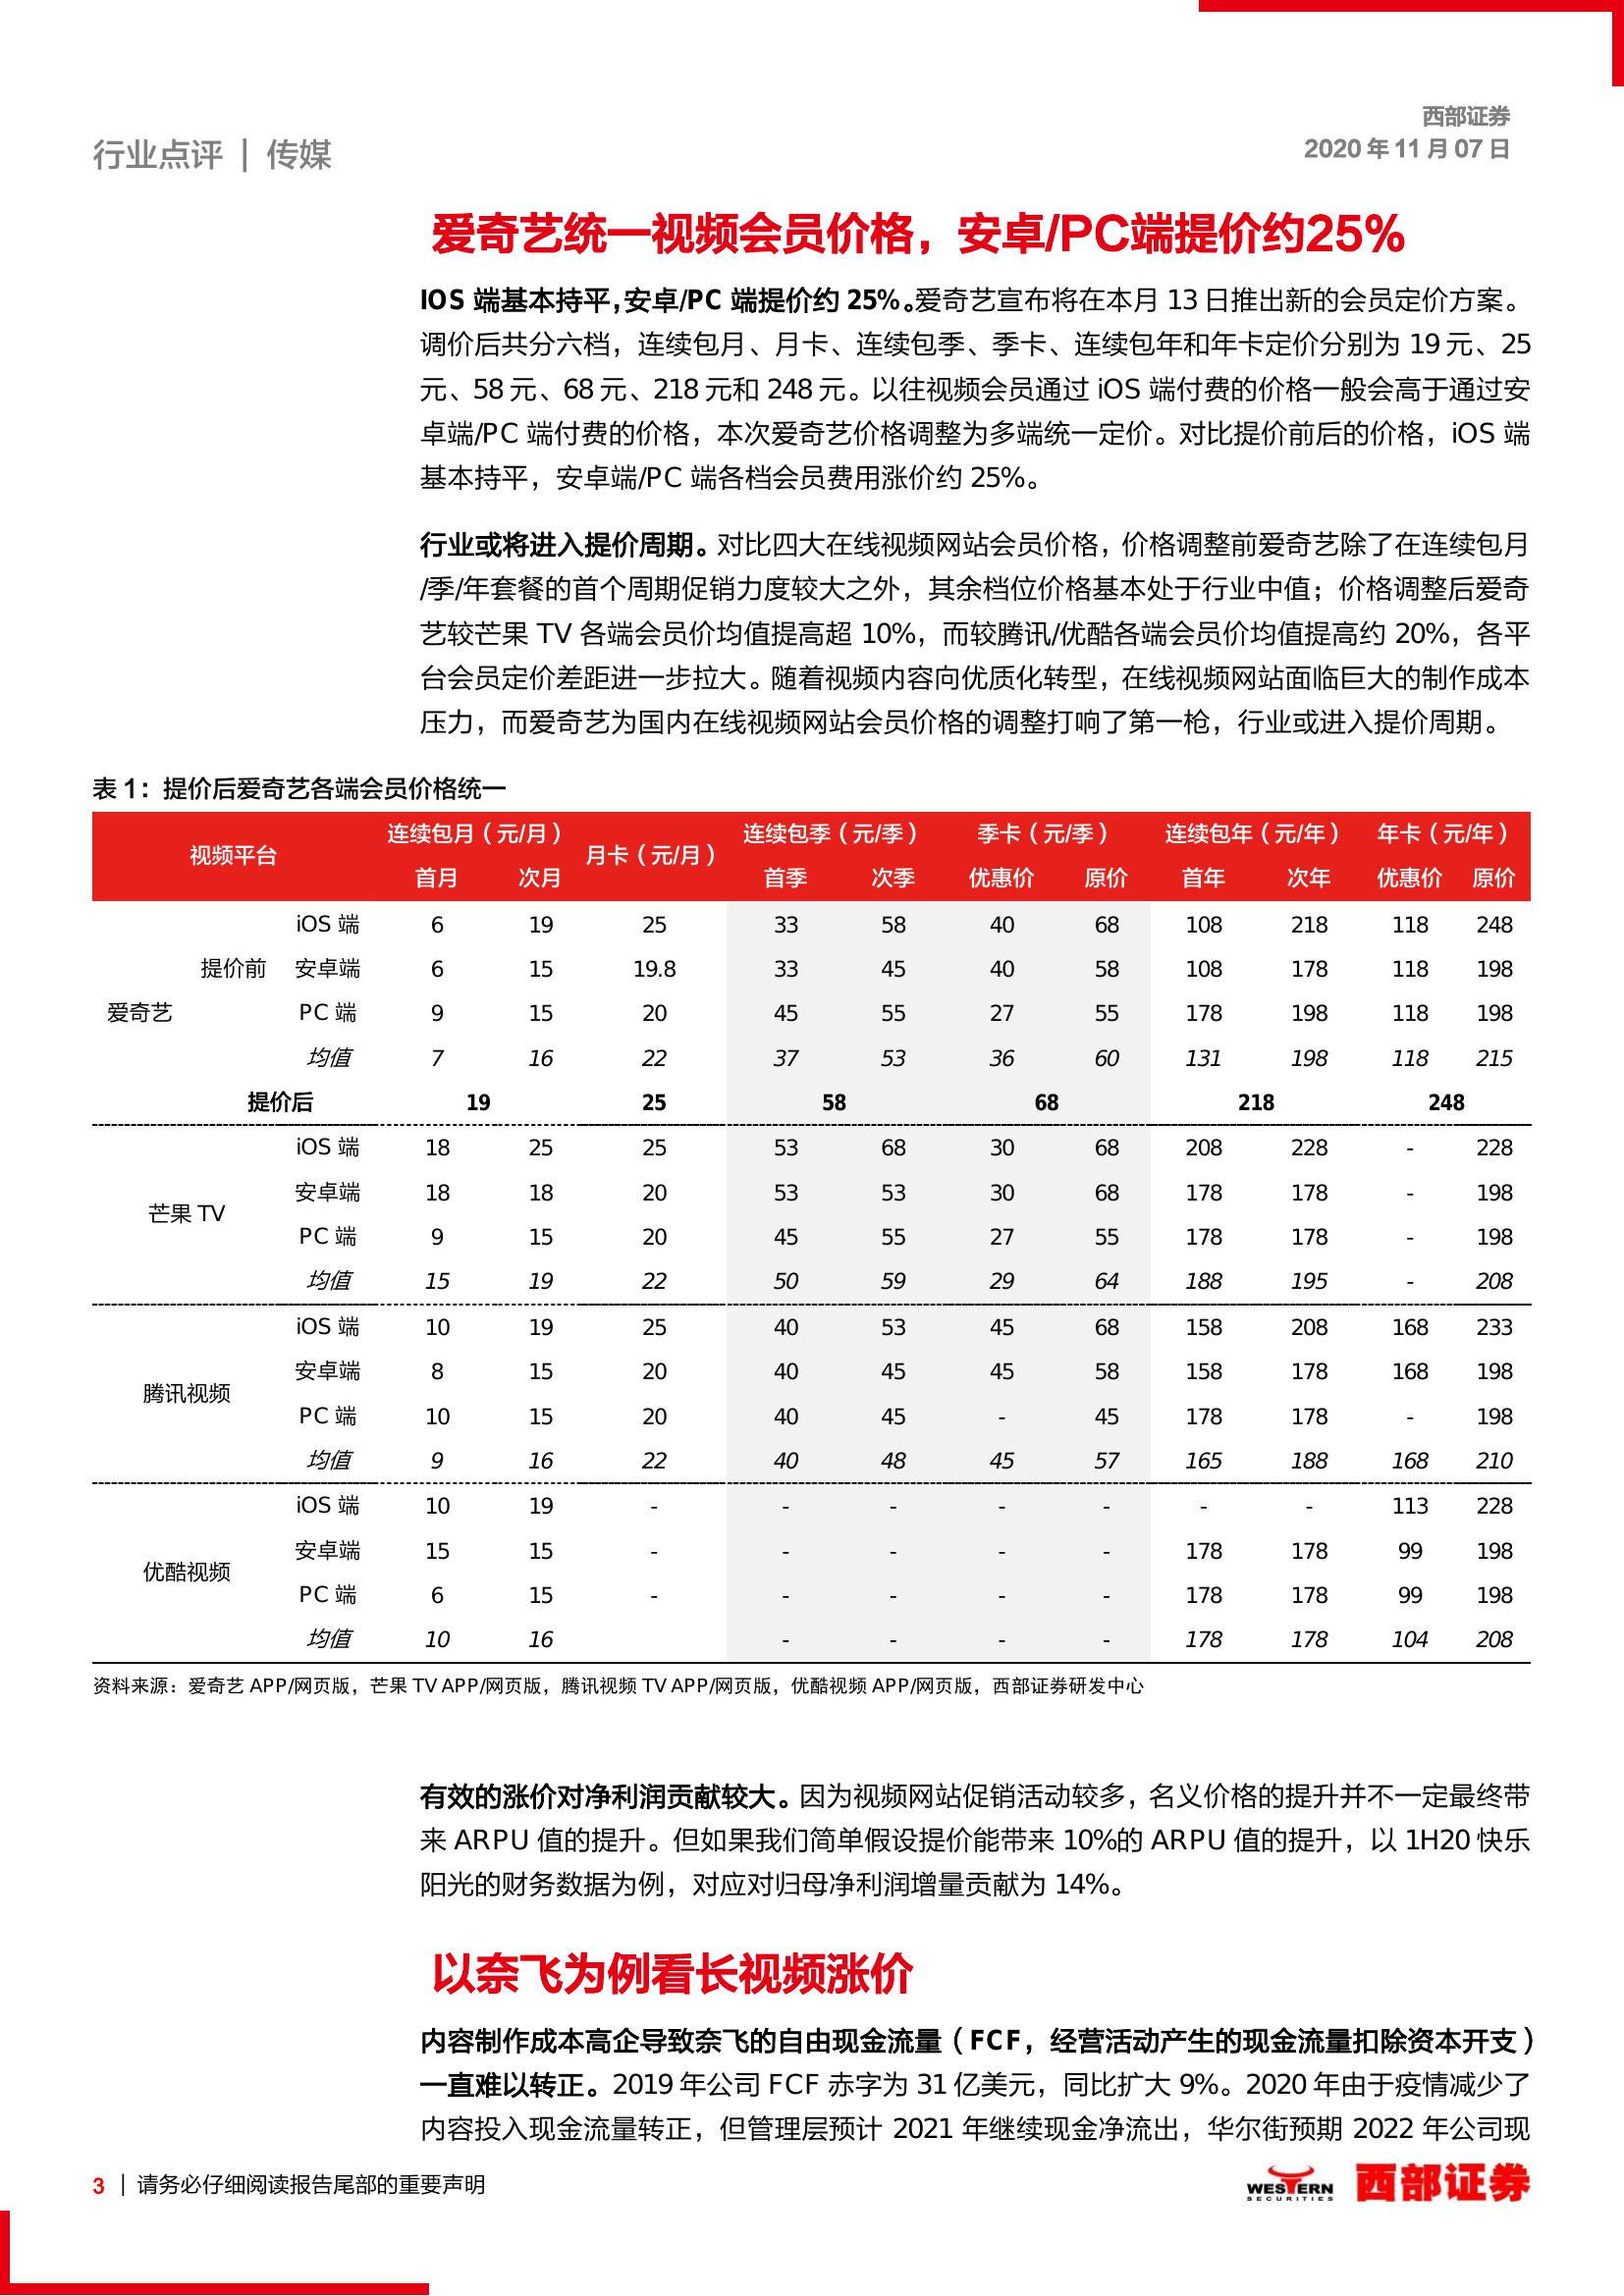 西部证券
2020 年 11 月 07 日
行业点评 | 传媒
爱奇艺统一视频会员价格，安卓/PC端提价约25%
IOS 端基本持平，安卓/PC 端提价约 25%。爱奇艺宣布将在本月 13 日推出新的会员定价方案。
调价后共分六档，连续包月、月卡、连续包季、季卡、连续包年和年卡定价分别为 19 元、25
元、58 元、68 元、218 元和 248 元。以往视频会员通过 iOS 端付费的价格一般会高于通过安
卓端/PC 端付费的价格，本次爱奇艺价格调整为多端统一定价。对比提价前后的价格，iOS 端
基本持平，安卓端/PC 端各档会员费用涨价约 25%。
行业或将进入提价周期。对比四大在线视频网站会员价格，价格调整前爱奇艺除了在连续包月
/季/年套餐的首个周期促销力度较大之外，其余档位价格基本处于行业中值；价格调整后爱奇
艺较芒果 TV 各端会员价均值提高超 10%，而较腾讯/优酷各端会员价均值提高约 20%，各平
台会员定价差距进一步拉大。随着视频内容向优质化转型，在线视频网站面临巨大的制作成本
压力，而爱奇艺为国内在线视频网站会员价格的调整打响了第一枪，行业或进入提价周期。
表 1：提价后爱奇艺各端会员价格统一
视频平台 连续包月（元/月） 月卡（元/月） 连续包季（元/季） 季卡（元/季） 连续包年（元/年） 年卡（元/年）
首月 次月 首季 次季 优惠价 原价 首年 次年 优惠价 原价
iOS 端 6 19 25 33 58 40 68 108 218 118 248
提价前 安卓端 6 15 19.8 33 45 40 58 108 178 118 198
爱奇艺 PC 端 9 15 20 45 55 27 55 178 198 118 198
均值 7 16 22 37 53 36 60 131 198 118 215
提价后 19 25 58 68 218 248
iOS 端 18 25 25 53 68 30 68 208 228 - 228
安卓端 18 18 20 53 53 30 68 178 178 - 198
芒果 TV
PC 端 9 15 20 45 55 27 55 178 178 - 198
均值 15 19 22 50 59 29 64 188 195 - 208
iOS 端 10 19 25 40 53 45 68 158 208 168 233
安卓端 8 15 20 40 45 45 58 158 178 168 198
腾讯视频
PC 端 10 15 20 40 45 - 45 178 178 - 198
均值 9 16 22 40 48 45 57 165 188 168 210
iOS 端 10 19 - - - - - - - 113 228
安卓端 15 15 - - - - - 178 178 99 198
优酷视频
PC 端 6 15 - - - - - 178 178 99 198
均值 10 16 - - - - 178 178 104 208
资料来源：爱奇艺 APP/网页版，芒果 TV APP/网页版，腾讯视频 TV APP/网页版，优酷视频 APP/网页版，西部证券研发中心
有效的涨价对净利润贡献较大。因为视频网站促销活动较多，名义价格的提升并不一定最终带
来 ARPU 值的提升。但如果我们简单假设提价能带来 10%的 ARPU 值的提升，以 1H20 快乐
阳光的财务数据为例，对应对归母净利润增量贡献为 14%。
以奈飞为例看长视频涨价
内容制作成本高企导致奈飞的自由现金流量（FCF，经营活动产生的现金流量扣除资本开支）
一直难以转正。2019 年公司 FCF 赤字为 31 亿美元，同比扩大 9%。2020 年由于疫情减少了
内容投入现金流量转正，但管理层预计 2021 年继续现金净流出，华尔街预期 2022 年公司现
3 | 请务必仔细阅读报告尾部的重要声明
WESTERN
SECURITIES
西部证券